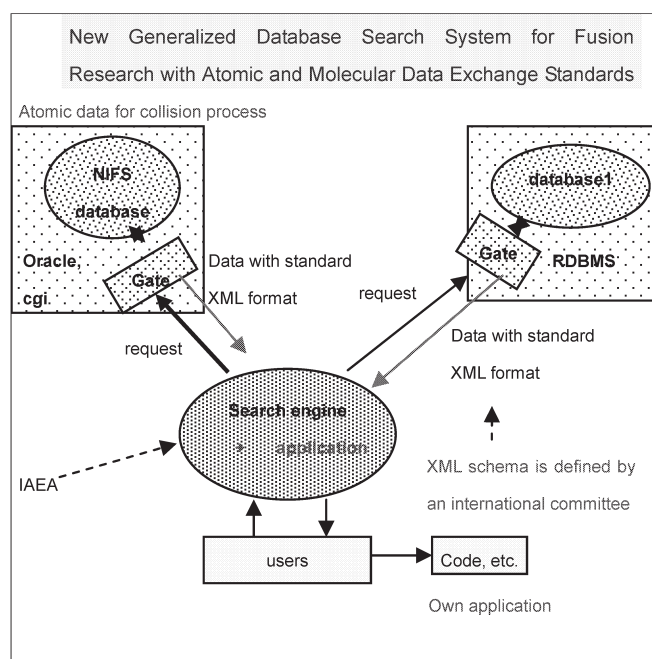 New Generalized Database Search System for Fusion
Research with Atomic and Molecular Data Exchange Standards
Atomic data for collision process
NIFS
database
Oracle,
cgi
Gate
Data with standard
XML format
request
database1
Gate
RDBMS
request
Data with standard
XML format
Search engine
+ application
IAEA
XML schema is defined by
an international committee
users
Code, etc.
Own application